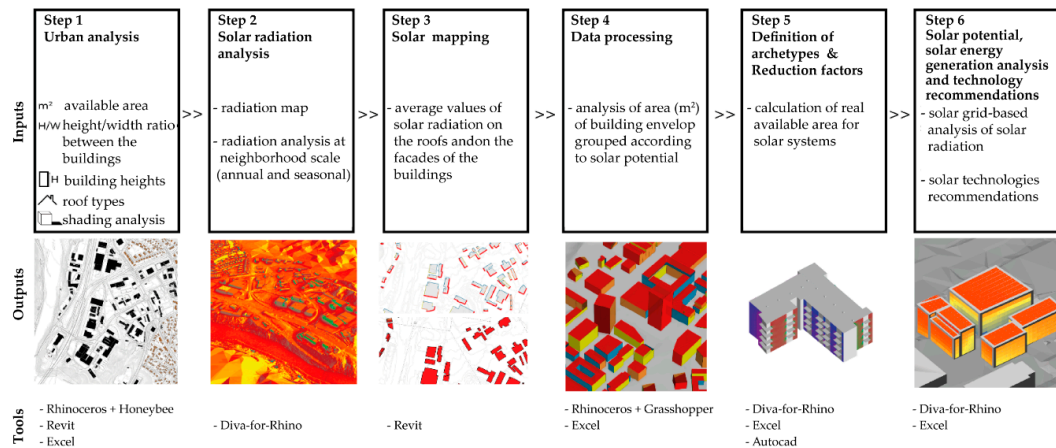 Step 1
Urban analysis
m² available area
H/W height/width ratio
between the
buildings
H building heights
roof types
shading analysis
>>
Step 2
Solar radiation
analysis
- radiation map
- radiation analysis at
neighborhood scale
(annual and seasonal)
>>
Step 3
Solar mapping
- average values of
solar radiation on
the roofs andon the
facades of the
buildings
>>
Step 4
Data processing
- analysis of area (m²)
of building envelop
grouped according
to solar potential
>>
Step 5
Definition of
archetypes &
Reduction factors
- calculation of real
available area for
solar systems
>>
Step 6
Solar potential,
solar energy
generation analysis
and technology
recommendations
- solar grid-based
analysis of solar
radiation
- solar technologies
recommendations
Inputs
Outputs
Tools
- Rhinoceros + Honeybee
- Revit
- Excel
- Diva-for-Rhino
- Revit
- Rhinoceros + Grasshopper
- Excel
- Diva-for-Rhino
- Excel
- Autocad
- Diva-for-Rhino
- Excel